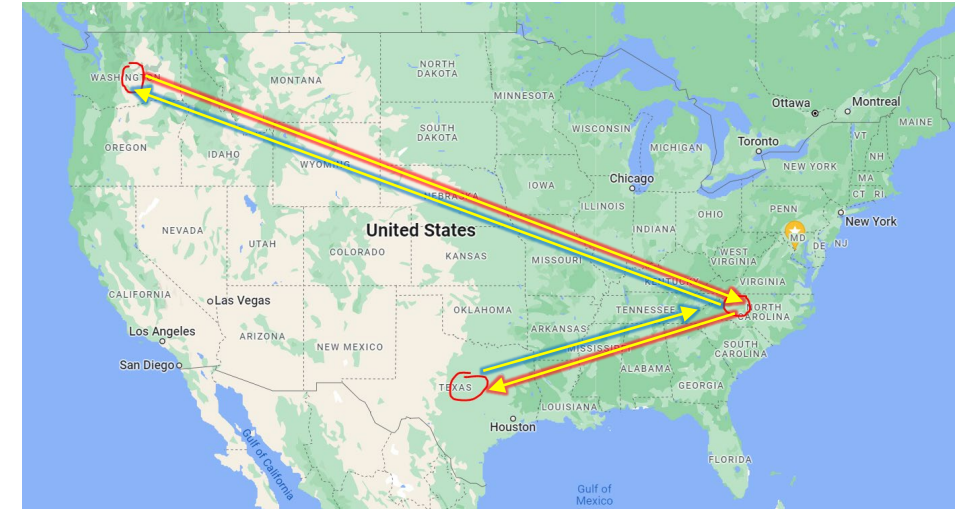 NORTH
DAKOTA
WASHINGTON
MONTANA
MINNESOTA
Ottawa
Montreal
MAINE
SOUTH
DAKOTA
WISCONSIN
MICHIGAN
Toronto
VT
NH
OREGON
IDAHO
WYOMING
NEW YORK
MA
CT RI
Chicago
IOWA
NEBRASKA
ILLINOIS
INDIANA
OHIO
PENN
New York
NEVADA
UTAH
COLORADO
United States
KANSAS
MISSOURI
WEST
VIRGINIA
MD
DE
NJ
KENTUCKY
VIRGINIA
CALIFORNIA
Las Vegas
OKLAHOMA
TENNESSEE
NORTH
CAROLINA
Los Angeles
ARIZONA
NEW MEXICO
ARKANSAS
MISSISSIPPI
SOUTH
CAROLINA
San Diego
TEXAS
ALABAMA
GEORGIA
LOUISIANA
Houston
Gulf of California
FLORIDA
Gulf of
Mexico